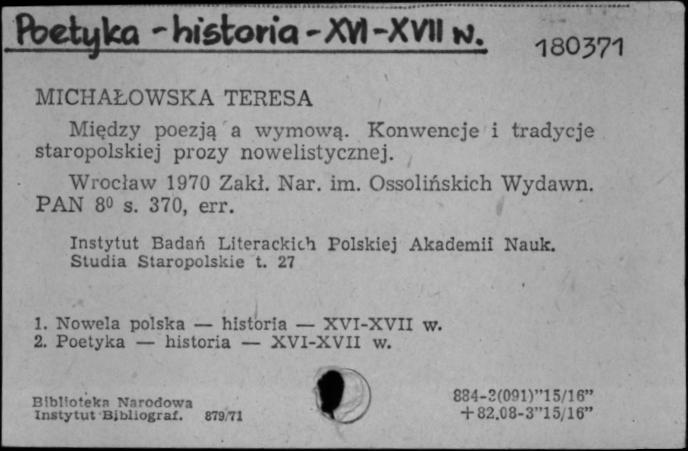 Poetyka - historia - XVI - XVII w.
180371
MICHAŁOWSKA TERESA
Między poezją a wymową. Konwencje i tradycje
staropolskiej prozy nowelistycznej.
Wrocław 1970 Zakł. Nar. im. Ossolińskich Wydawn.
PAN 8⁰ s. 370, err.
Instytut Badań Literackich Polskiej Akademii Nauk.
Studia Staropolskie t. 27
1. Nowela polska — historia — XVI-XVII w.
2. Poetyka — historia — XVI-XVII w.
Biblioteka Narodowa
Instytut Bibliograf. 879/71
884-3(091)"15/16"
+82.08-3"15/16"